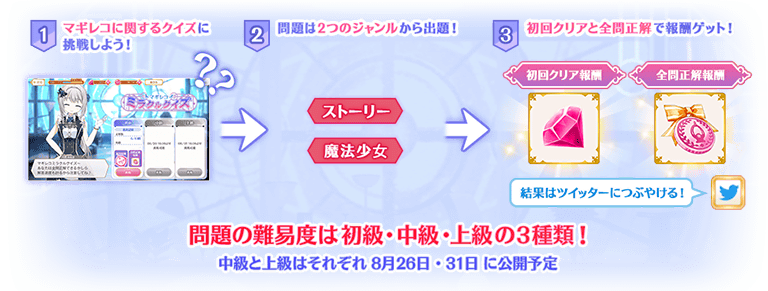 1
マギレコに関するクイズに
挑戦しよう！
2
問題は2つのジャンルから出題！
3
初回クリアと全問正解で報酬ゲット！
マギレコ
ミラクルクイズ
ストーリー
魔法少女
初回クリア報酬
全問正解報酬
結果はツイッターにつぶやける！
問題の難易度は初級・中級・上級の3種類！
中級と上級はそれぞれ 8月26日・31日 に公開予定